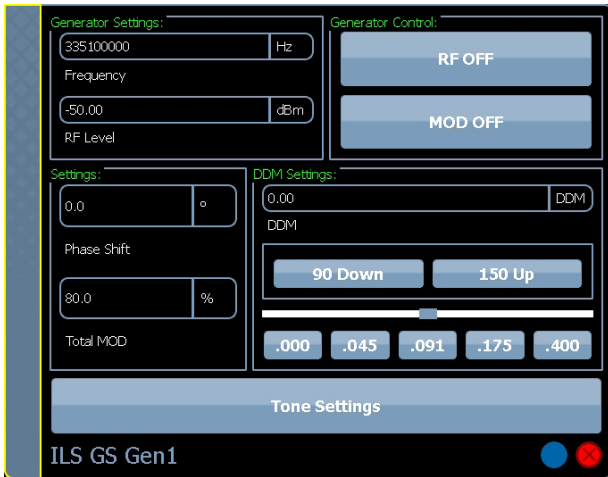 Generator Settings:
335100000 Hz
Frequency
-50.00 dBm
RF Level
Generator Control:
RF OFF
MOD OFF
Settings:
0.0 º
Phase Shift
80.0 %
Total MOD
DDM Settings:
0.00 DDM
DDM
90 Down 150 Up
.000 .045 .091 .175 .400
Tone Settings
ILS GS Gen1